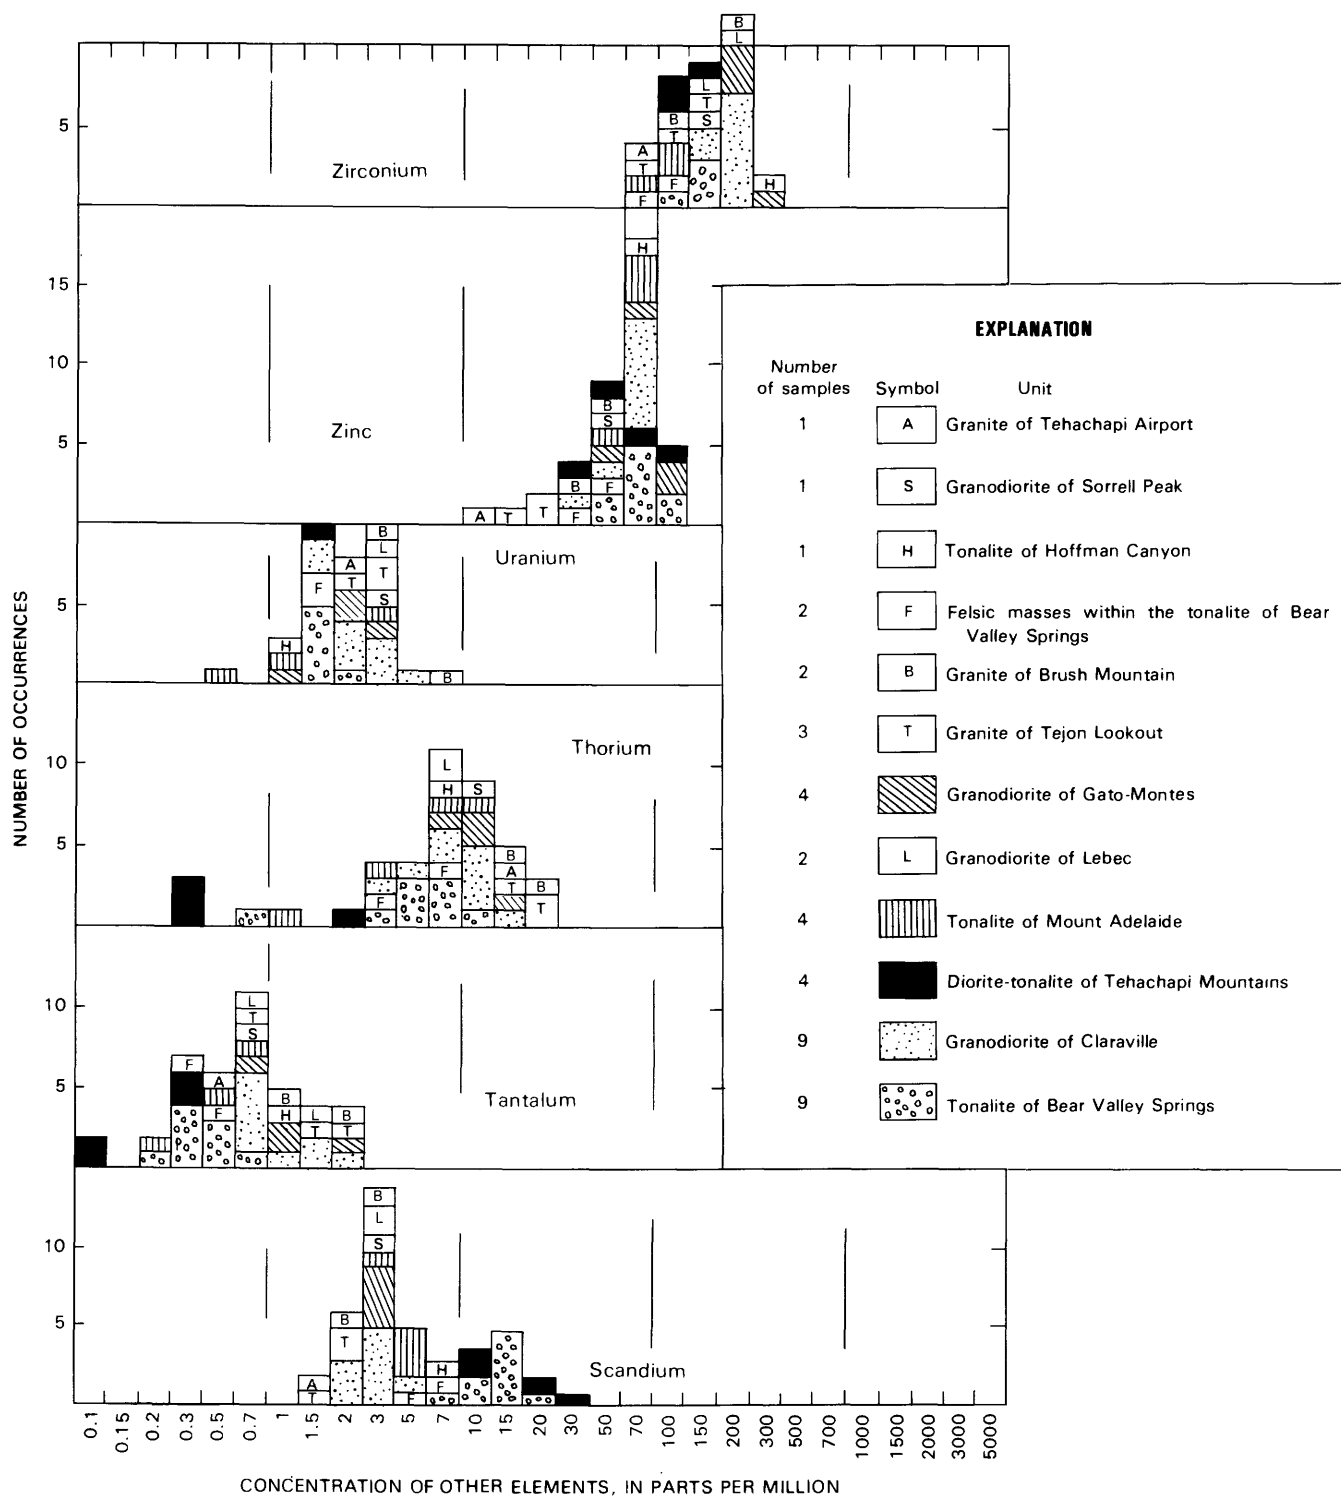 B
L
L
T
5
B
S
A
T
T
F
H
F
Zirconium
H
15
EXPLANATION
Number of samples Symbol Unit
10
1 A Granite of Tehachapi Airport
B
S
Zinc
5
1 S Granodiorite of Sorrell Peak
B F
A T T F
B
Uranium
1 H Tonalite of Hoffman Canyon
L
A
T
T
F
5
S
2 F Felsic masses within the tonalite of Bear
Valley Springs
H
B
2 B Granite of Brush Mountain
NUMBER OF OCCURRENCES
Thorium
3 T Granite of Tejon Lookout
10
L
H S
4 Granodiorite of Gato-Montes
5
B
2 L Granodiorite of Lebec
F A
T B
F T
4 Tonalite of Mount Adelaide
10
L
T
S
4 Diorite-tonalite of Tehachapi Mountains
F
9 Granodiorite of Claraville
5
A
B
F H L B
T T
Tantalum
9 Tonalite of Bear Valley Springs
B
L
10
S
5
B
T
H
Scandium
A F
T F
0.1 0.15 0.2 0.3 0.5 0.7 1 1.5 2 3 5 7 10 15 20 30 50 70 100 150 200 300 500 700 1000 1500 2000 3000 5000
CONCENTRATION OF OTHER ELEMENTS, IN PARTS PER MILLION